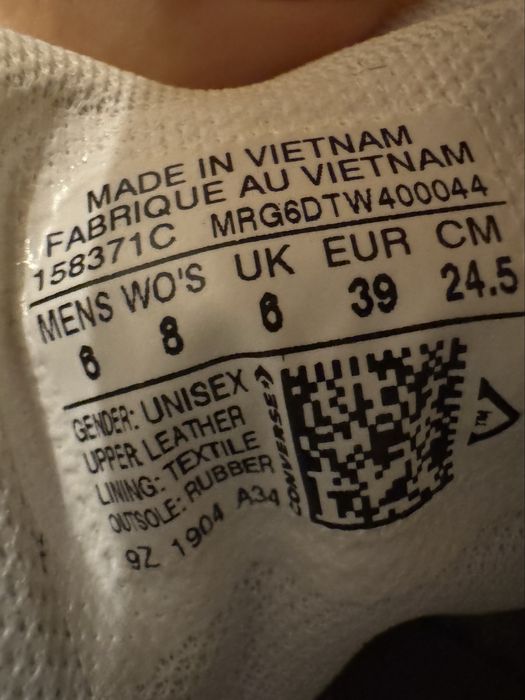 MADE IN VIETNAM
FABRIQUE AU VIETNAM
158371C MRG6DTW400044
MENS WO'S UK EUR CM
6 8 6 39 24.5
GENDER: UNISEX
UPPER LEATHER
LINING: TEXTILE
OUTSOLE: RUBBER
9Z 1904 A34
CONVERSE
TM